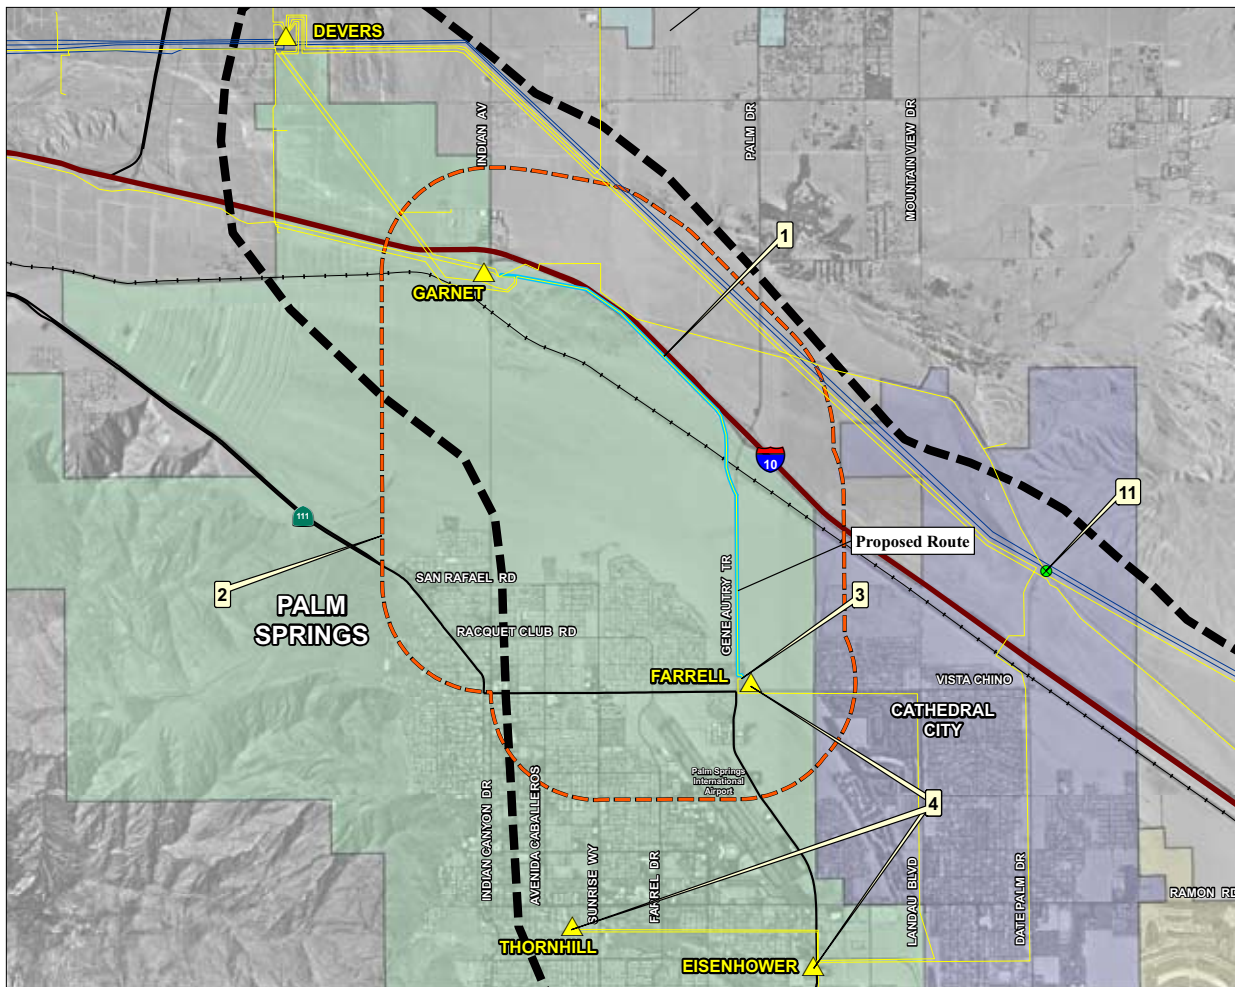 DEVERS
INDIAN AV
PALM DR
MOUNTAIN VIEW DR
1
GARNET
10
11
111
Proposed Route
2
SAN RAFAEL RD
GENE AUTRY TR
3
PALM
SPRINGS
RACQUET CLUB RD
FARRELL
VISTA CHINO
CATHEDRAL
CITY
Palm Springs
International
Airport
4
INDIAN CANYON DR
AVENIDA CABALLEROS
SUNRISE WY
FARREL DR
LANDAU BLVD
DATE PALM DR
RAMON RD
THORNHILL
EISENHOWER